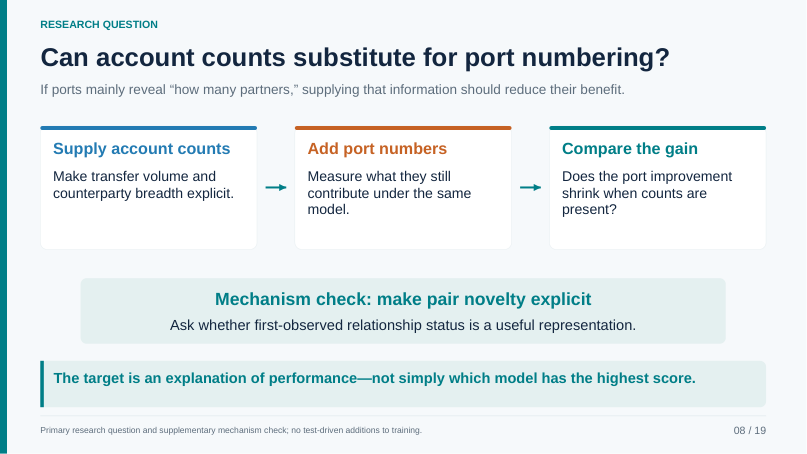 RESEARCH QUESTION
Can account counts substitute for port numbering?
If ports mainly reveal “how many partners,” supplying that information should reduce their benefit.
Supply account counts
Make transfer volume and
counterparty breadth explicit.
Add port numbers
Measure what they still
contribute under the same
model.
Compare the gain
Does the port improvement
shrink when counts are
present?
Mechanism check: make pair novelty explicit
Ask whether first-observed relationship status is a useful representation.
The target is an explanation of performance—not simply which model has the highest score.
Primary research question and supplementary mechanism check; no test-driven additions to training.
08 / 19